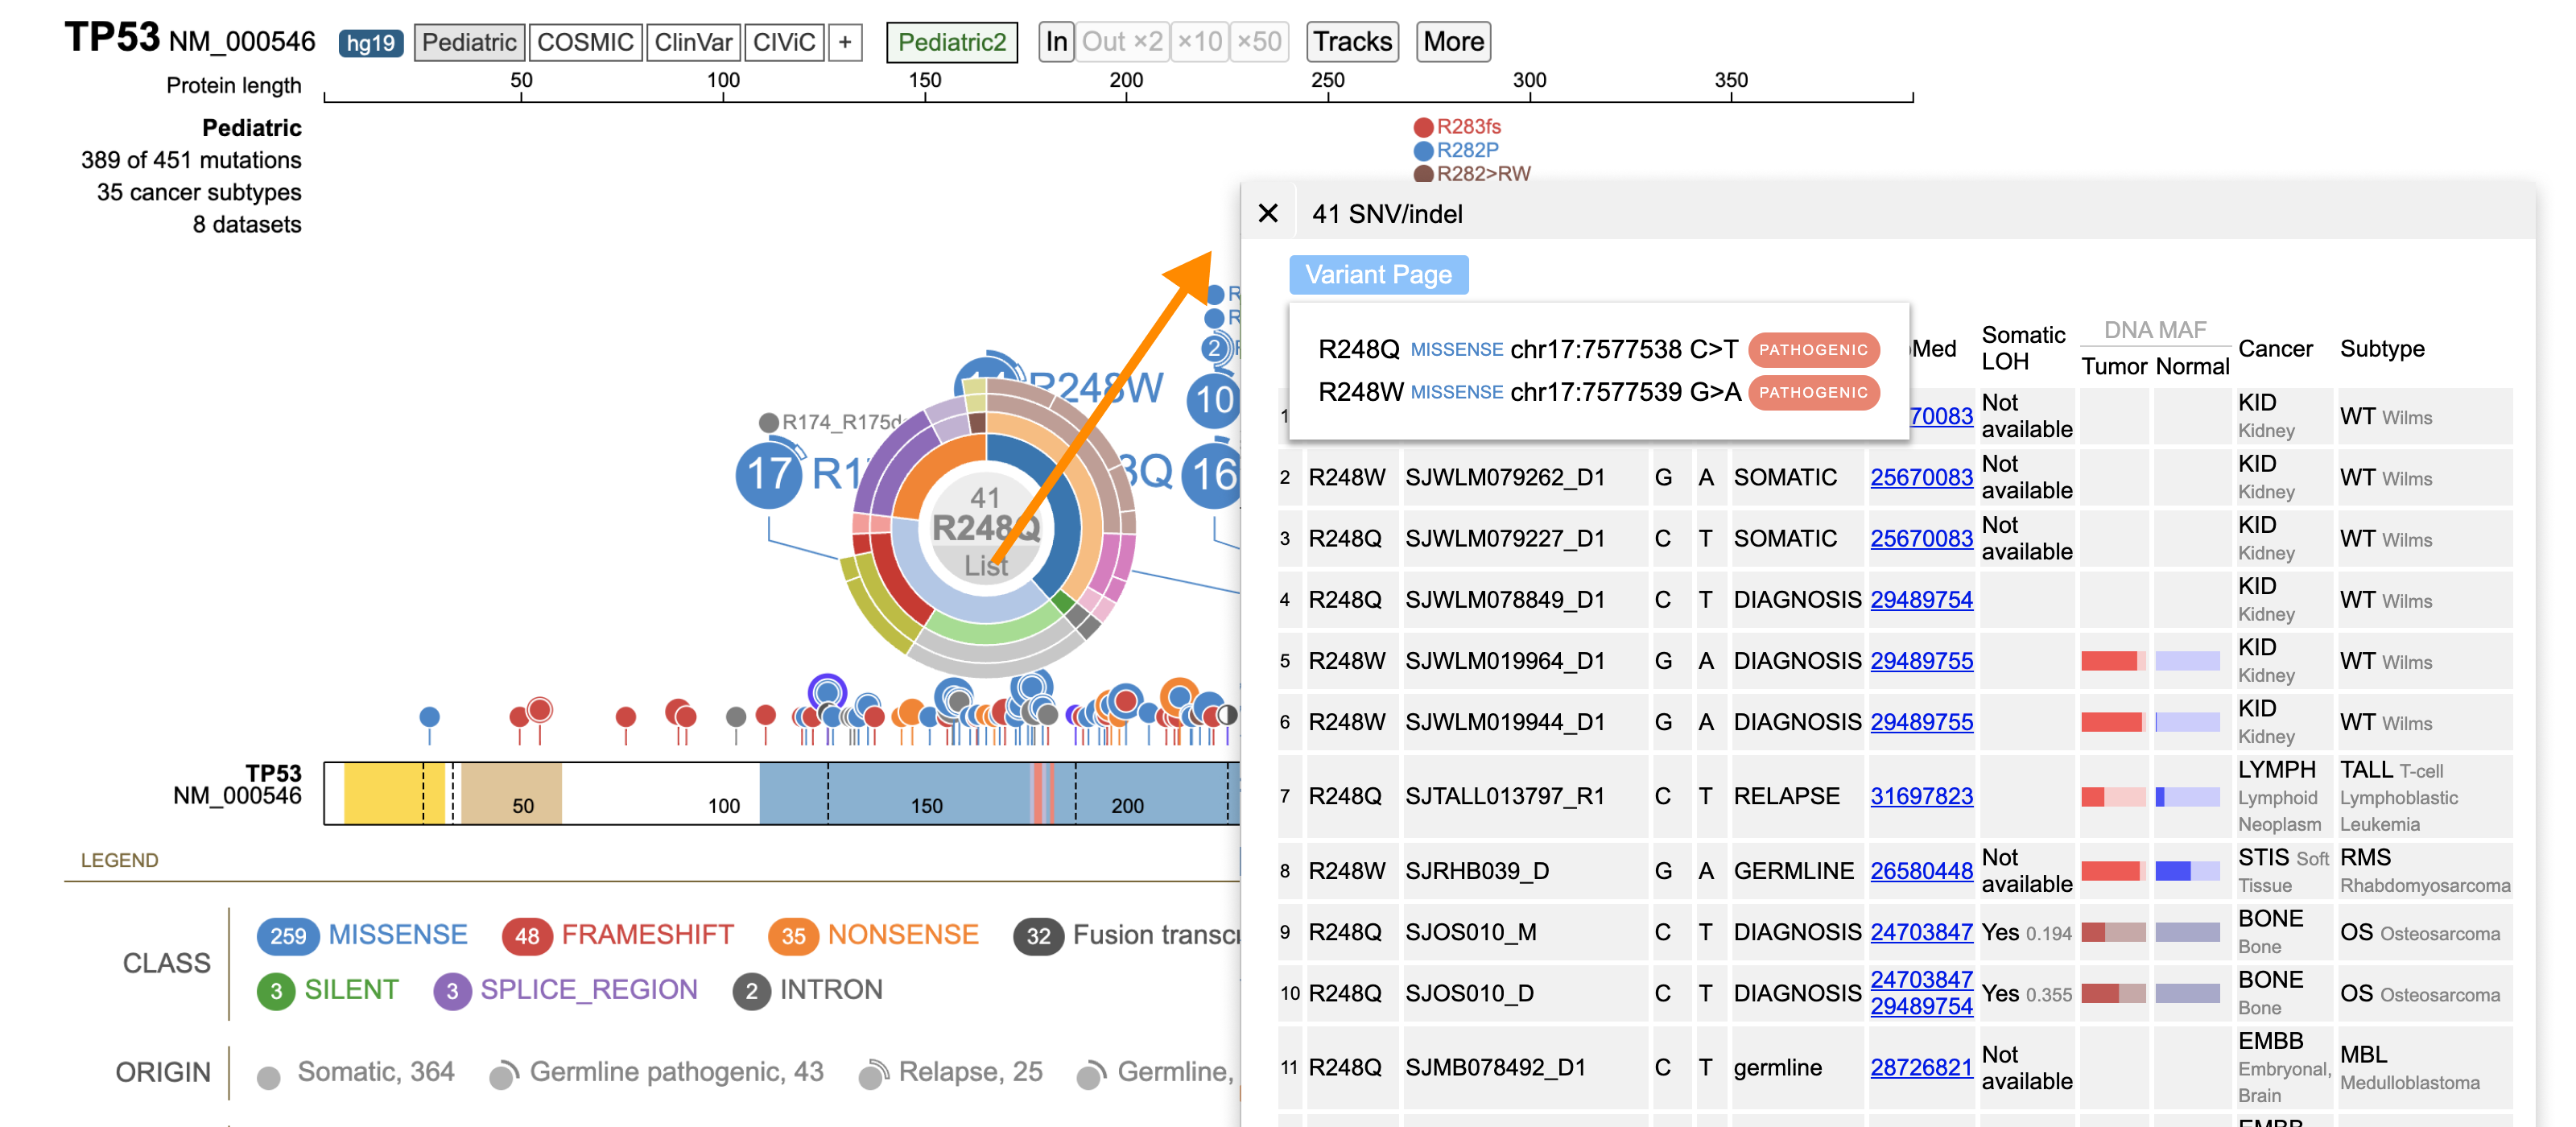 TP53 NM_000546 hg19 Pediatric COSMIC ClinVar CIViC + Pediatric2 In Out ×2 ×10 ×50 Tracks More
Protein length 50 100 150 200 250 300 350
Pediatric
389 of 451 mutations
35 cancer subtypes
8 datasets
R283fs
R282P
R282>RW
41 SNV/indel
Variant Page
R248Q MISSENSE chr17:7577538 C>T PATHOGENIC
R248W MISSENSE chr17:7577539 G>A PATHOGENIC
Med Somatic LOH DNA MAF Tumor Normal Cancer Subtype
2
10
R248W
R174_R175d
17
16
3Q
41
R248Q
List
1 70083 Not available KID Kidney WT Wilms
2 R248W SJWLM079262_D1 G A SOMATIC 25670083 Not available KID Kidney WT Wilms
3 R248Q SJWLM079227_D1 C T SOMATIC 25670083 Not available KID Kidney WT Wilms
4 R248Q SJWLM078849_D1 C T DIAGNOSIS 29489754 KID Kidney WT Wilms
5 R248W SJWLM019964_D1 G A DIAGNOSIS 29489755 KID Kidney WT Wilms
6 R248W SJWLM019944_D1 G A DIAGNOSIS 29489755 KID Kidney WT Wilms
7 R248Q SJTALL013797_R1 C T RELAPSE 31697823 LYMPH Lymphoid Neoplasm TALL T-cell Lymphoblastic Leukemia
8 R248W SJRHB039_D G A GERMLINE 26580448 Not available STIS Soft Tissue RMS Rhabdomyosarcoma
9 R248Q SJOS010_M C T DIAGNOSIS 24703847 Yes 0.194 BONE Bone OS Osteosarcoma
10 R248Q SJOS010_D C T DIAGNOSIS 24703847 29489754 Yes 0.355 BONE Bone OS Osteosarcoma
11 R248Q SJMB078492_D1 C T germline 28726821 Not available EMBB Embryonal, Brain MBL Medulloblastoma
TP53
NM_000546
50 100 150 200
LEGEND
CLASS
259 MISSENSE 48 FRAMESHIFT 35 NONSENSE 32 Fusion transc
3 SILENT 3 SPLICE_REGION 2 INTRON
ORIGIN Somatic, 364 Germline pathogenic, 43 Relapse, 25 Germline,